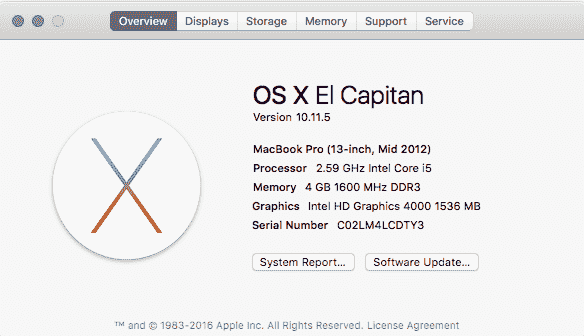 Overview Displays Storage Memory Support Service
OS X El Capitan
Version 10.11.5
MacBook Pro (13-inch, Mid 2012)
Processor 2.59 GHz Intel Core i5
Memory 4 GB 1600 MHz DDR3
Graphics Intel HD Graphics 4000 1536 MB
Serial Number C02LM4LCDTY3
System Report... Software Update...
™ and © 1983-2016 Apple Inc. All Rights Reserved. License Agreement